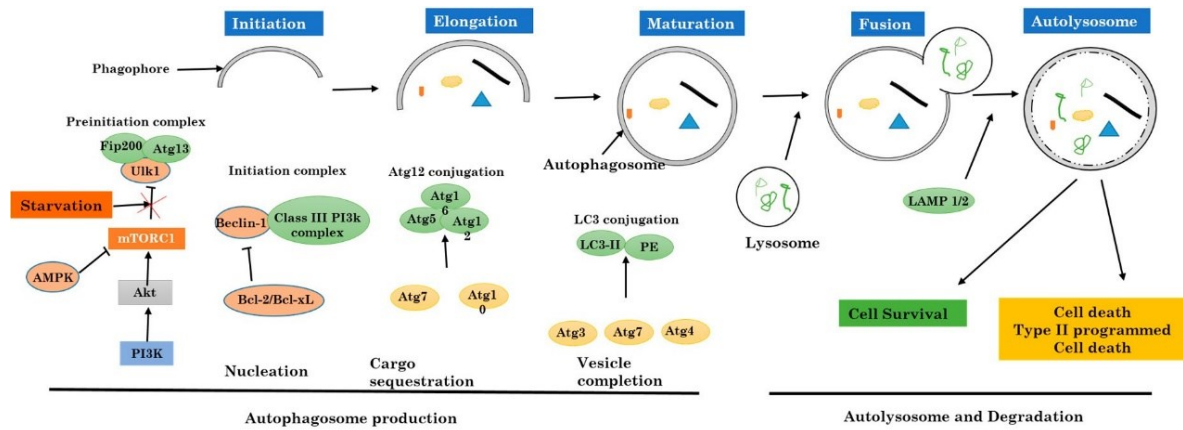 Initiation
Elongation
Maturation
Fusion
Autolysosome
Phagophore
Preinitiation complex
Fip200
Atg13
Ulk1
Starvation
mTORC1
AMPK
Akt
PI3K
Initiation complex
Beclin-1
Class III PI3k
complex
Bcl-2/Bcl-xL
Nucleation
Atg12 conjugation
Atg1
6
Atg5
Atg1
2
Atg7
Atg1
0
Cargo
sequestration
Autophagosome
LC3 conjugation
LC3-II
PE
Atg3
Atg7
Atg4
Vesicle
completion
Lysosome
LAMP 1/2
Cell Survival
Cell death
Type II programmed
Cell death
Autophagosome production
Autolysosome and Degradation